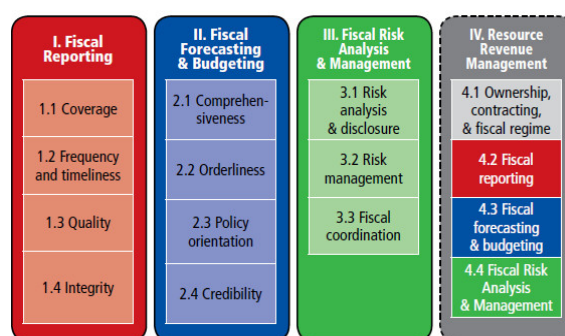 I. Fiscal
Reporting
1.1 Coverage
1.2 Frequency
and timeliness
1.3 Quality
1.4 Integrity
II. Fiscal
Forecasting
& Budgeting
2.1 Comprehen-
siveness
2.2 Orderliness
2.3 Policy
orientation
2.4 Credibility
III. Fiscal Risk
Analysis
& Management
3.1 Risk
analysis
& disclosure
3.2 Risk
management
3.3 Fiscal
coordination
IV. Resource
Revenue
Management
4.1 Ownership,
contracting,
& fiscal regime
4.2 Fiscal
reporting
4.3 Fiscal
forecasting
& budgeting
4.4 Fiscal Risk
Analysis
& Management